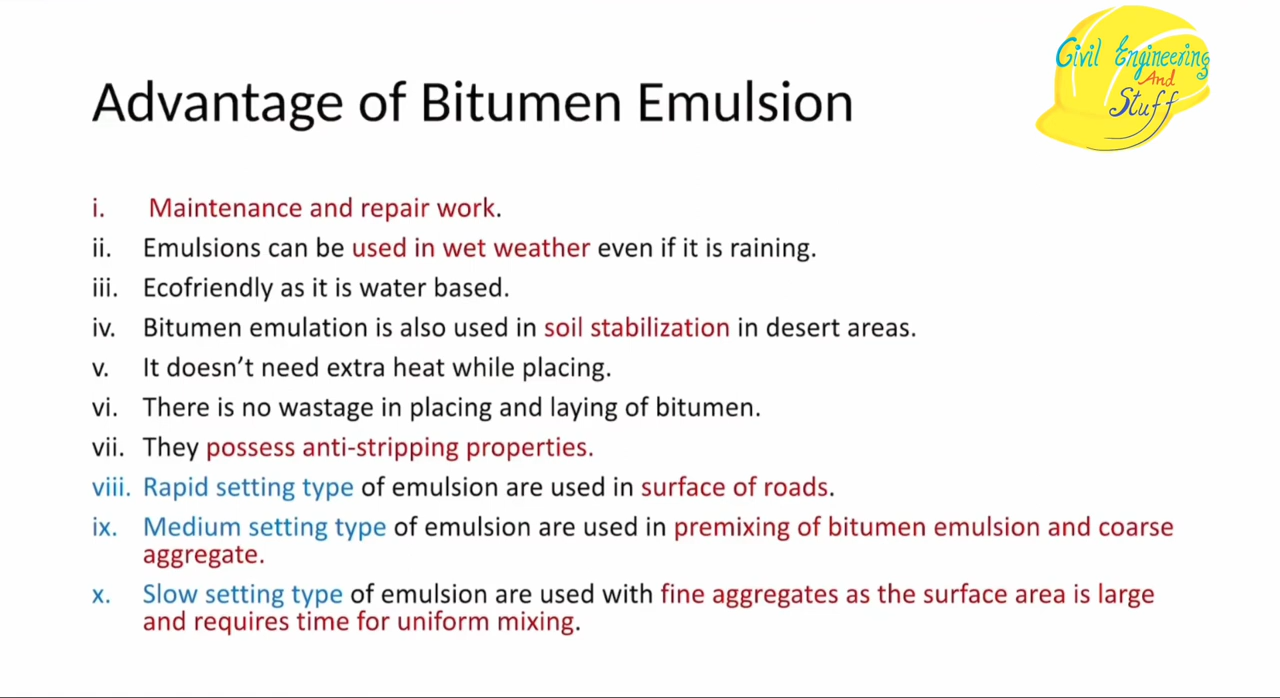 Civil Engineering
And
Stuff
Advantage of Bitumen Emulsion
i. Maintenance and repair work.
ii. Emulsions can be used in wet weather even if it is raining.
iii. Ecofriendly as it is water based.
iv. Bitumen emulation is also used in soil stabilization in desert areas.
v. It doesn’t need extra heat while placing.
vi. There is no wastage in placing and laying of bitumen.
vii. They possess anti-stripping properties.
viii. Rapid setting type of emulsion are used in surface of roads.
ix. Medium setting type of emulsion are used in premixing of bitumen emulsion and coarse
aggregate.
x. Slow setting type of emulsion are used with fine aggregates as the surface area is large
and requires time for uniform mixing.